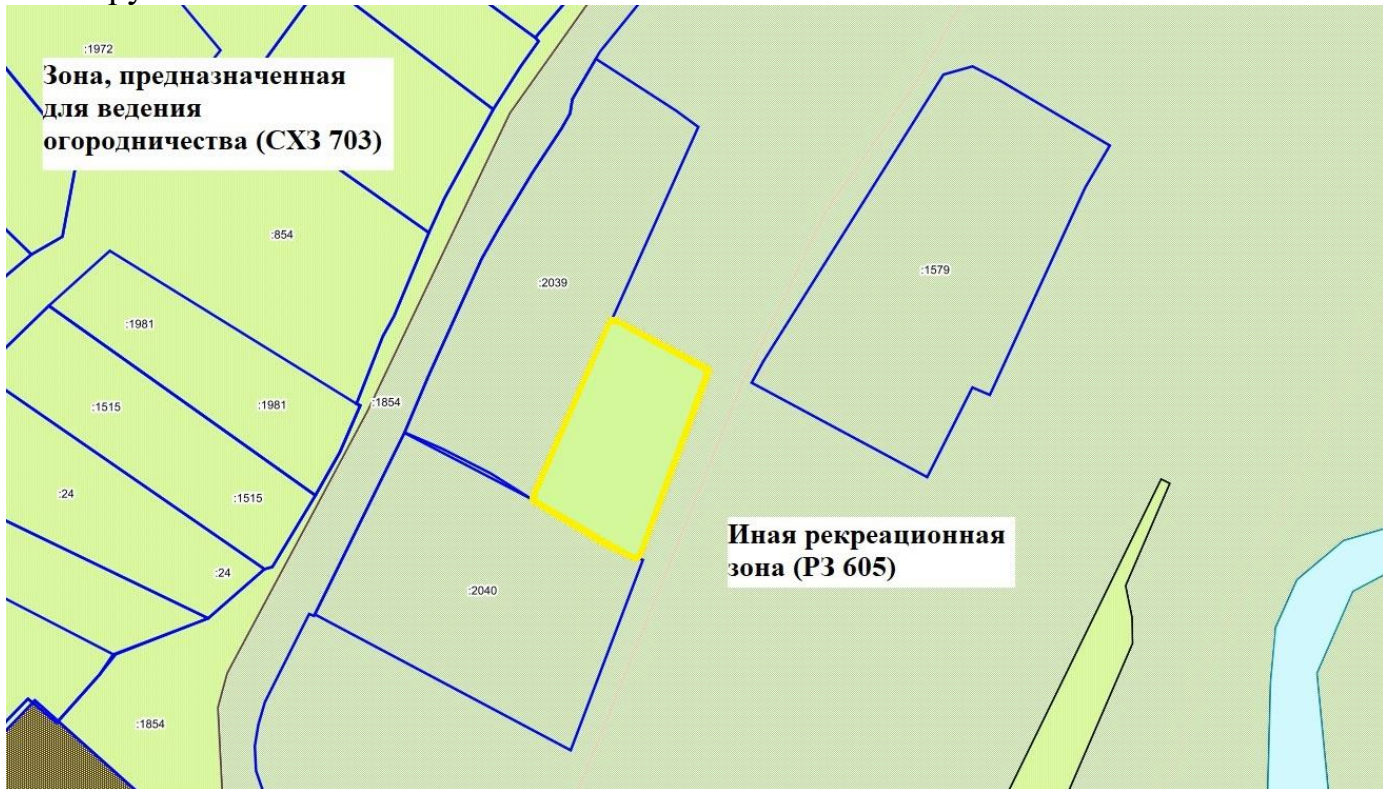 :1972
Зона, предназначенная
для ведения
огородничества (СХЗ 703)
:854
:2039
:1579
:1981
:1854
:1515
:1981
:24
:1515
Иная рекреационная
зона (РЗ 605)
:24
:2040
:1854